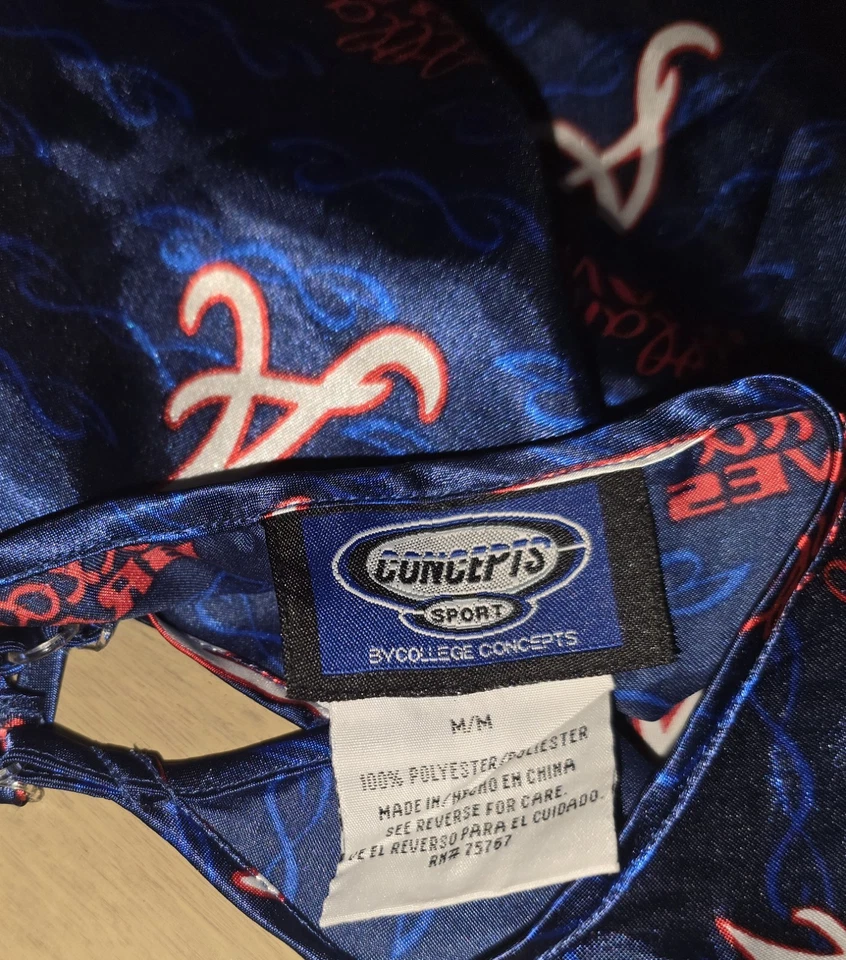 A
A
CONCEPTS
SPORT
BY COLLEGE CONCEPTS
M/M
100% POLYESTER/POLIESTER
MADE IN/HECHO EN CHINA
SEE REVERSE FOR CARE.
VE EL REVERSO PARA EL CUIDADO.
RN# 75767